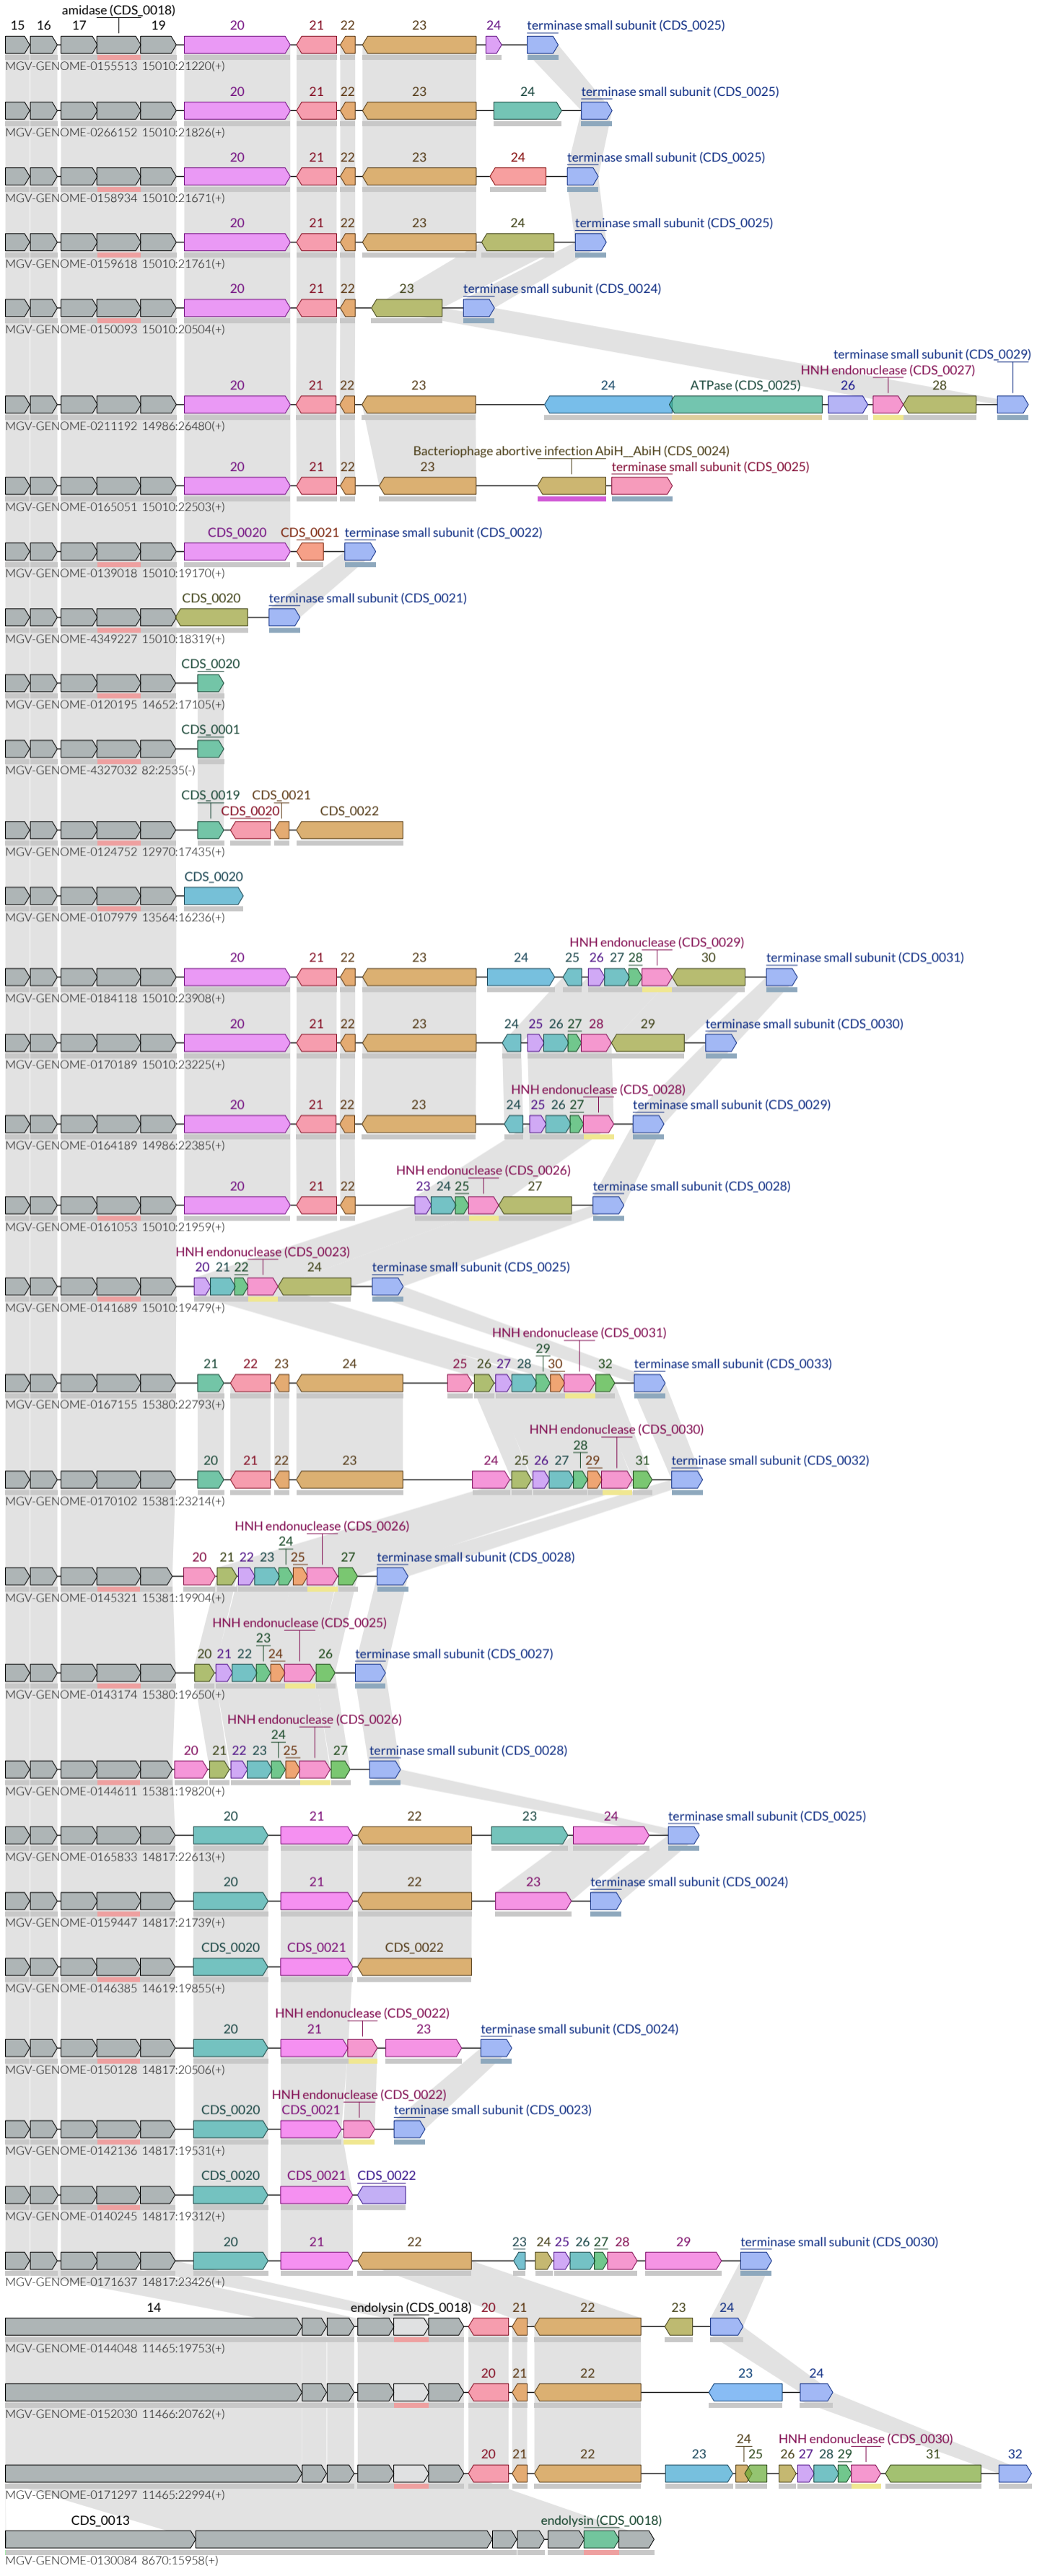 amidase (CDS_0018)
15 16 17 19 20 21 22 23 24 terminase small subunit (CDS_0025)
MGV-GENOME-0155513 15010:21220(+)
20 21 22 23 24 terminase small subunit (CDS_0025)
MGV-GENOME-0266152 15010:21826(+)
20 21 22 23 24 terminase small subunit (CDS_0025)
MGV-GENOME-0158934 15010:21671(+)
20 21 22 23 24 terminase small subunit (CDS_0025)
MGV-GENOME-0159618 15010:21761(+)
20 21 22 23 terminase small subunit (CDS_0024)
MGV-GENOME-0150093 15010:20504(+)
terminase small subunit (CDS_0029)
HNH endonuclease (CDS_0027)
20 21 22 23 24 ATPase (CDS_0025) 26 28
MGV-GENOME-0211192 14986:26480(+)
Bacteriophage abortive infection AbiH__AbiH (CDS_0024)
20 21 22 23 terminase small subunit (CDS_0025)
MGV-GENOME-0165051 15010:22503(+)
CDS_0020 CDS_0021 terminase small subunit (CDS_0022)
MGV-GENOME-0139018 15010:19170(+)
CDS_0020 terminase small subunit (CDS_0021)
MGV-GENOME-4349227 15010:18319(+)
CDS_0020
MGV-GENOME-0120195 14652:17105(+)
CDS_0001
MGV-GENOME-4327032 82:2535(-)
CDS_0019 CDS_0021
CDS_0020 CDS_0022
MGV-GENOME-0124752 12970:17435(+)
CDS_0020
MGV-GENOME-0107979 13564:16236(+)
HNH endonuclease (CDS_0029)
20 21 22 23 24 25 26 27 28 30 terminase small subunit (CDS_0031)
MGV-GENOME-0184118 15010:23908(+)
20 21 22 23 24 25 26 27 28 29 terminase small subunit (CDS_0030)
MGV-GENOME-0170189 15010:23225(+)
HNH endonuclease (CDS_0028)
20 21 22 23 24 25 26 27 terminase small subunit (CDS_0029)
MGV-GENOME-0164189 14986:22385(+)
HNH endonuclease (CDS_0026)
20 21 22 23 24 25 27 terminase small subunit (CDS_0028)
MGV-GENOME-0161053 15010:21959(+)
HNH endonuclease (CDS_0023)
20 21 22 24 terminase small subunit (CDS_0025)
MGV-GENOME-0141689 15010:19479(+)
HNH endonuclease (CDS_0031)
29
21 22 23 24 25 26 27 28 30 32 terminase small subunit (CDS_0033)
MGV-GENOME-0167155 15380:22793(+)
HNH endonuclease (CDS_0030)
28
20 21 22 23 24 25 26 27 29 31 terminase small subunit (CDS_0032)
MGV-GENOME-0170102 15381:23214(+)
HNH endonuclease (CDS_0026)
24
20 21 22 23 25 27 terminase small subunit (CDS_0028)
MGV-GENOME-0145321 15381:19904(+)
HNH endonuclease (CDS_0025)
23
20 21 22 24 26 terminase small subunit (CDS_0027)
MGV-GENOME-0143174 15380:19650(+)
HNH endonuclease (CDS_0026)
24
20 21 22 23 25 27 terminase small subunit (CDS_0028)
MGV-GENOME-0144611 15381:19820(+)
20 21 22 23 24 terminase small subunit (CDS_0025)
MGV-GENOME-0165833 14817:22613(+)
20 21 22 23 terminase small subunit (CDS_0024)
MGV-GENOME-0159447 14817:21739(+)
CDS_0020 CDS_0021 CDS_0022
MGV-GENOME-0146385 14619:19855(+)
HNH endonuclease (CDS_0022)
20 21 23 terminase small subunit (CDS_0024)
MGV-GENOME-0150128 14817:20506(+)
HNH endonuclease (CDS_0022)
CDS_0020 CDS_0021 terminase small subunit (CDS_0023)
MGV-GENOME-0142136 14817:19531(+)
CDS_0020 CDS_0021 CDS_0022
MGV-GENOME-0140245 14817:19312(+)
20 21 22 23 24 25 26 27 28 29 terminase small subunit (CDS_0030)
MGV-GENOME-0171637 14817:23426(+)
14 endolysin (CDS_0018) 20 21 22 23 24
MGV-GENOME-0144048 11465:19753(+)
20 21 22 23 24
MGV-GENOME-0152030 11466:20762(+)
24 HNH endonuclease (CDS_0030)
20 21 22 23 25 26 27 28 29 31 32
MGV-GENOME-0171297 11465:22994(+)
CDS_0013 endolysin (CDS_0018)
MGV-GENOME-0130084 8670:15958(+)